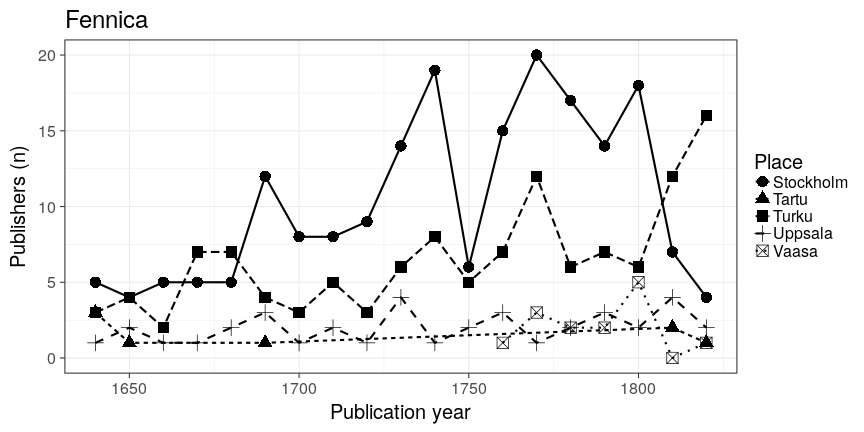 Fennica
20
15
10
5
0
Publishers (n)
1650 1700 1750 1800
Publication year
Place
Stockholm
Tartu
Turku
Uppsala
Vaasa